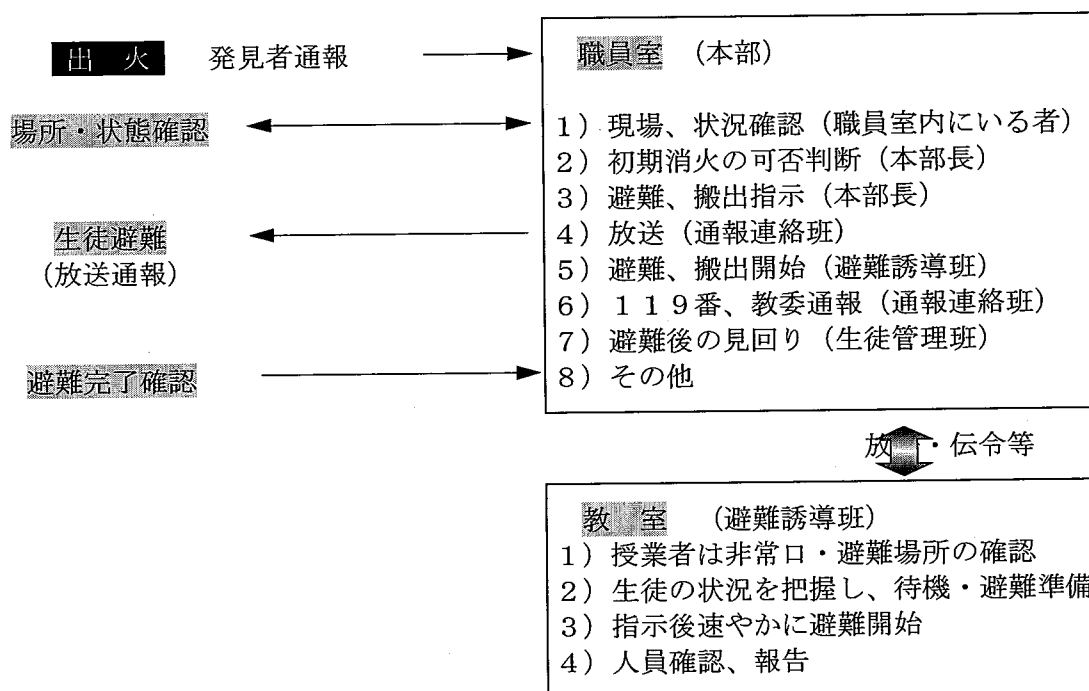 出　火　発見者通報
場所・状態確認
生徒避難
(放送通報)
避難完了確認
職員室　(本部)
１）現場、状況確認（職員室内にいる者）
２）初期消火の可否判断（本部長）
３）避難、搬出指示（本部長）
４）放送（通報連絡班）
５）避難、搬出開始（避難誘導班）
６）１１９番、教委通報（通報連絡班）
７）避難後の見回り（生徒管理班）
８）その他
放　・伝令等
教　室　(避難誘導班)
１）授業者は非常口・避難場所の確認
２）生徒の状況を把握し、待機・避難準備
３）指示後速やかに避難開始
４）人員確認、報告